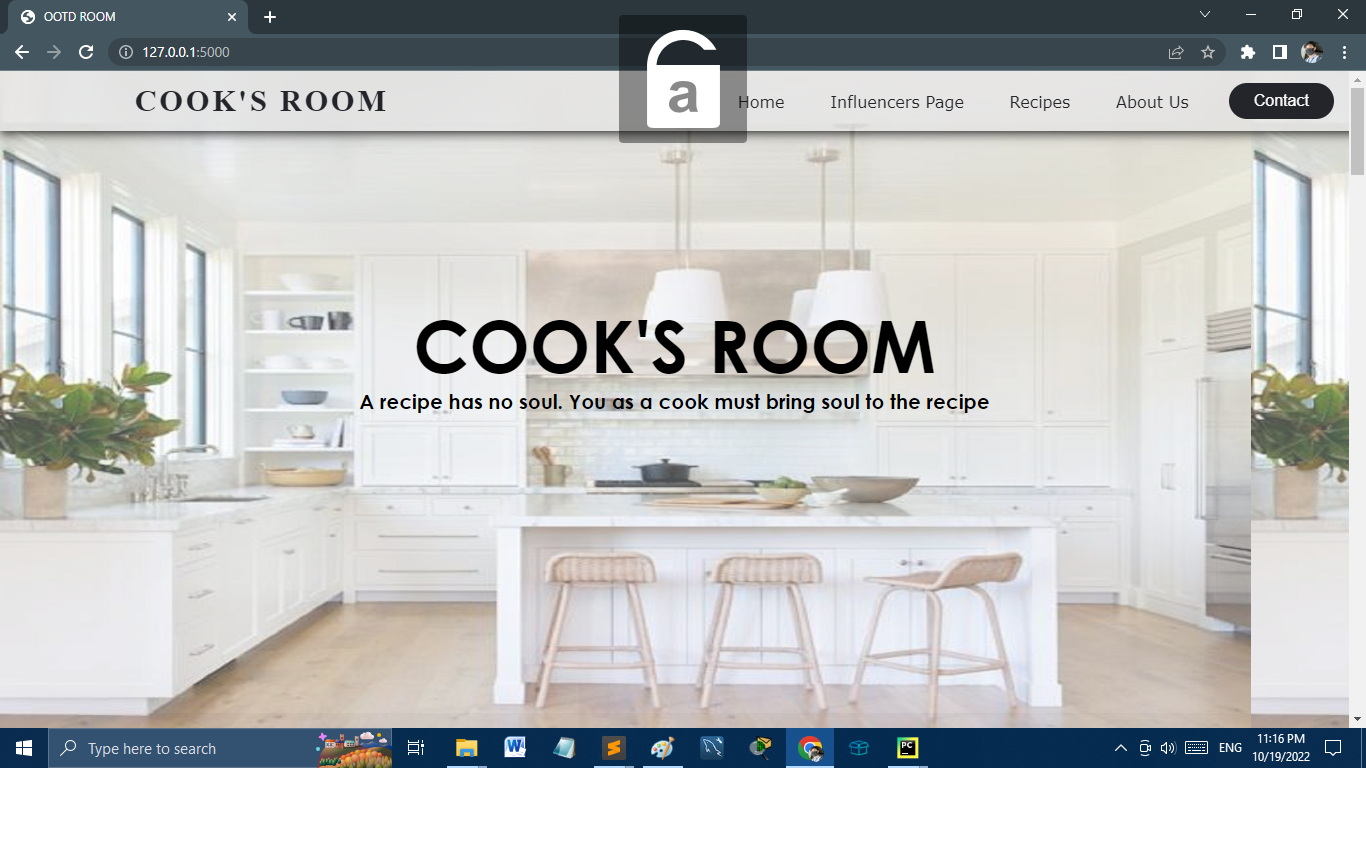 OOTD ROOM
127.0.0.1:5000
COOK'S ROOM
a
Home
Influencers Page
Recipes
About Us
Contact
COOK'S ROOM
A recipe has no soul. You as a cook must bring soul to the recipe
Type here to search
W
PC
ENG
11:16 PM
10/19/2022